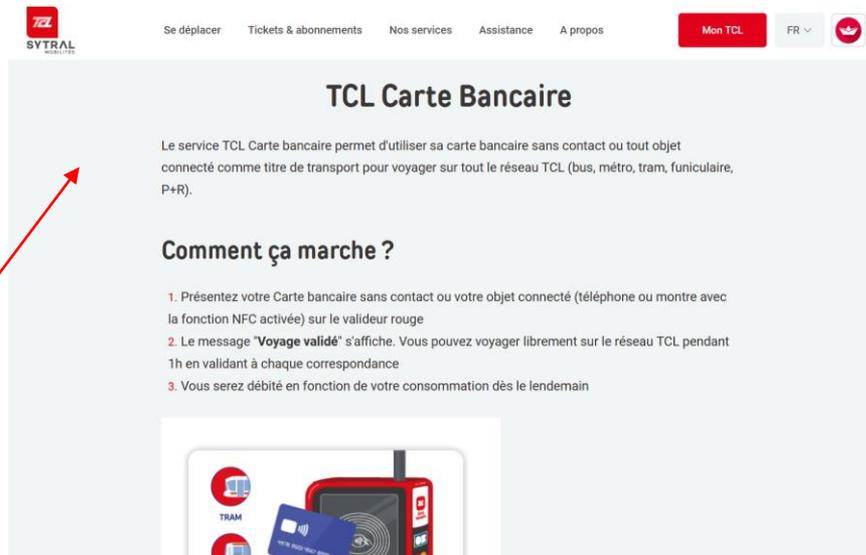 TCL
SYTRAL
MOBILITÉS
Se déplacer
Tickets & abonnements
Nos services
Assistance
A propos
Mon TCL
FR
TCL Carte Bancaire
Le service TCL Carte bancaire permet d'utiliser sa carte bancaire sans contact ou tout objet
connecté comme titre de transport pour voyager sur tout le réseau TCL (bus, métro, tram, funiculaire,
P+R).
Comment ça marche ?
1. Présentez votre Carte bancaire sans contact ou votre objet connecté (téléphone ou montre avec
la fonction NFC activée) sur le valideur rouge
2. Le message "Voyage validé" s'affiche. Vous pouvez voyager librement sur le réseau TCL pendant
1h en validant à chaque correspondance
3. Vous serez débité en fonction de votre consommation dès le lendemain
TRAM